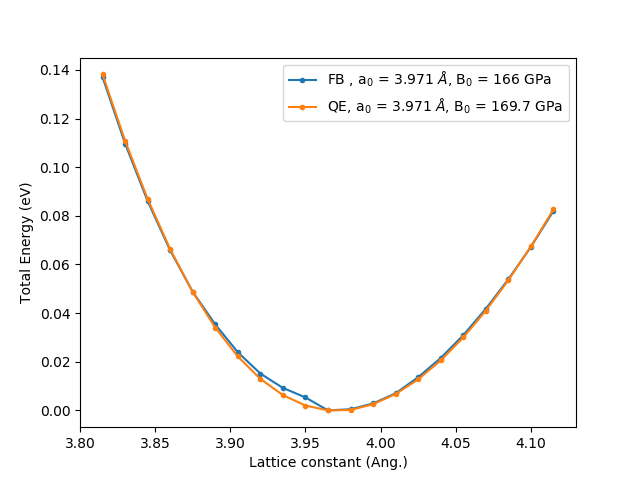 FB , a₀ = 3.971 Å, B₀ = 166 GPa
QE, a₀ = 3.971 Å, B₀ = 169.7 GPa
Total Energy (eV)
0.14
0.12
0.10
0.08
0.06
0.04
0.02
0.00
3.80 3.85 3.90 3.95 4.00 4.05 4.10
Lattice constant (Ang.)